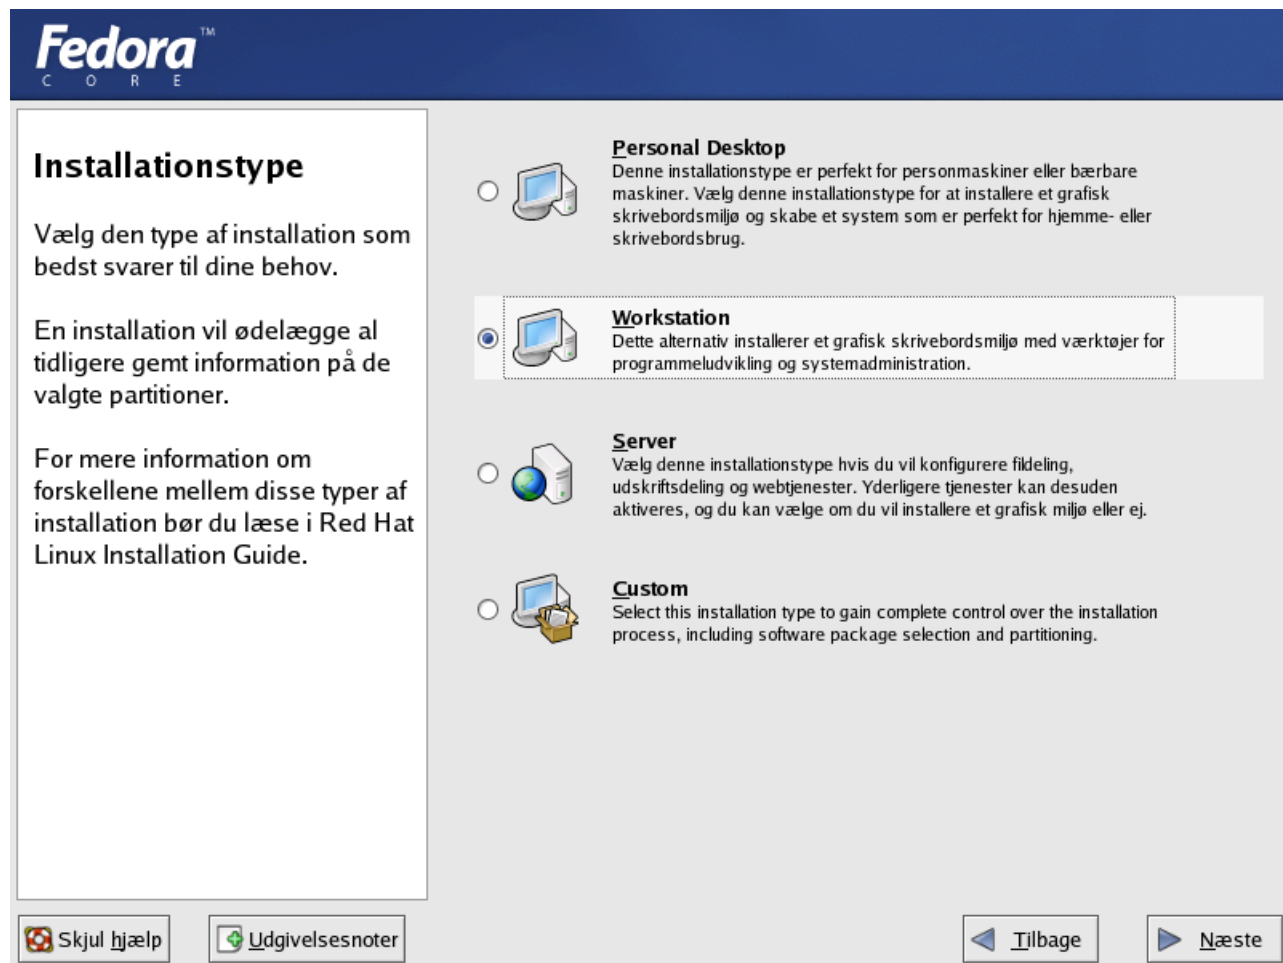 Fedora™
CORE
Installationstype
Vælg den type af installation som
bedst svarer til dine behov.
En installation vil ødelægge al
tidligere gemt information på de
valgte partitioner.
For mere information om
forskellene mellem disse typer af
installation bør du læse i Red Hat
Linux Installation Guide.
Personal Desktop
Denne installationstype er perfekt for personmaskiner eller bærbare
maskiner. Vælg denne installationstype for at installere et grafisk
skrivebordsmiljø og skabe et system som er perfekt for hjemme- eller
skrivebordsbrug.
Workstation
Dette alternativ installerer et grafisk skrivebordsmiljø med værktøjer for
programmeludvikling og systemadministration.
Server
Vælg denne installationstype hvis du vil konfigurere fildeling,
udskriftsdeling og webtjenester. Yderligere tjenester kan desuden
aktiveres, og du kan vælge om du vil installere et grafisk miljø eller ej.
Custom
Select this installation type to gain complete control over the installation
process, including software package selection and partitioning.
Skjul hjælp
Udgivelsesnoter
Tilbage
Næste